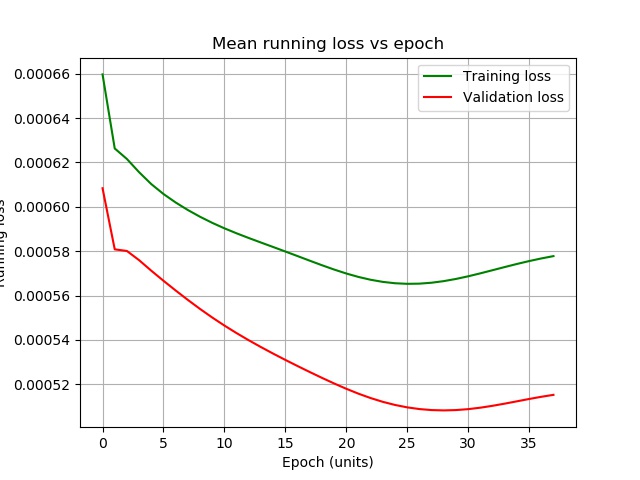 Mean running loss vs epoch
Training loss
Validation loss
0.00066
0.00064
0.00062
0.00060
0.00058
0.00056
0.00054
0.00052
Running loss
0 5 10 15 20 25 30 35
Epoch (units)